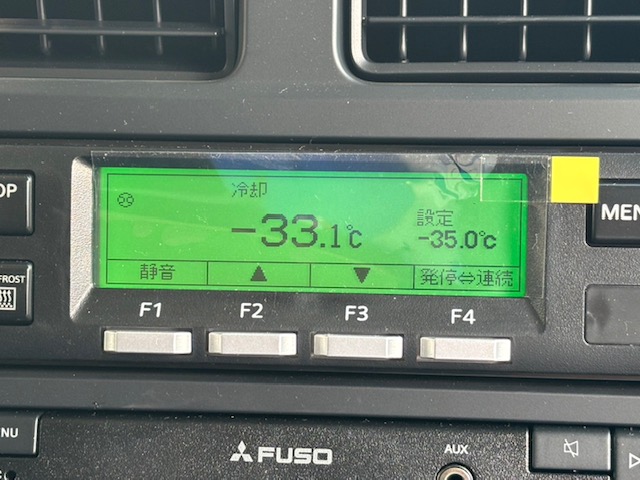 冷却
OP
-33.1℃
設定
-35.0℃
MEN
静音 ▲ ▼ 発停⇔連続
FROST
F1 F2 F3 F4
NU
FUSO
AUX